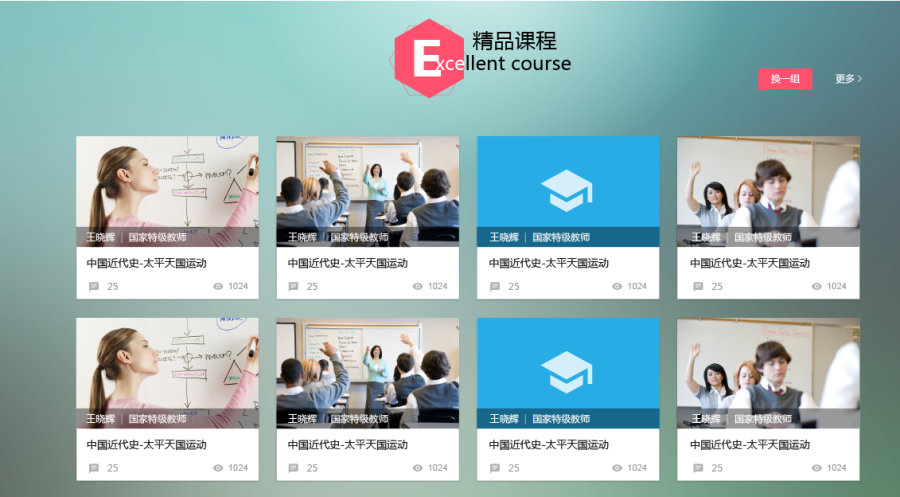 精品课程
Excellent course
换一组
更多
王晓辉 | 国家特级教师
中国近代史-太平天国运动
25 1024
王晓辉 | 国家特级教师
中国近代史-太平天国运动
25 1024
王晓辉 | 国家特级教师
中国近代史-太平天国运动
25 1024
王晓辉 | 国家特级教师
中国近代史-太平天国运动
25 1024
王晓辉 | 国家特级教师
中国近代史-太平天国运动
25 1024
王晓辉 | 国家特级教师
中国近代史-太平天国运动
25 1024
王晓辉 | 国家特级教师
中国近代史-太平天国运动
25 1024
王晓辉 | 国家特级教师
中国近代史-太平天国运动
25 1024